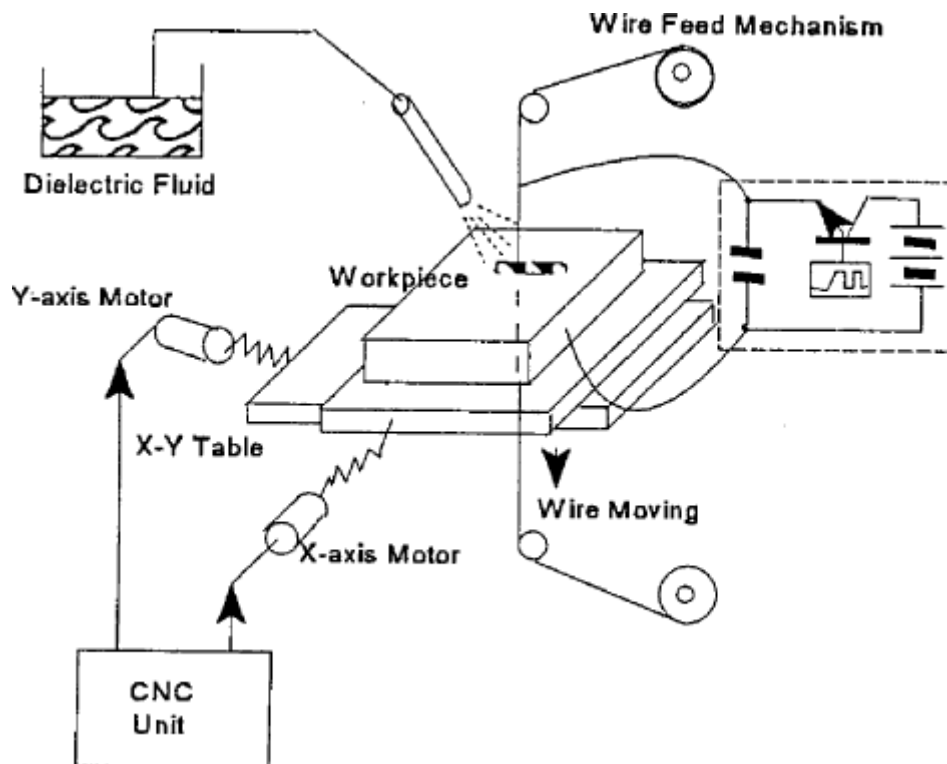 Wire Feed Mechanism
Dielectric Fluid
Workpiece
Y-axis Motor
X-Y Table
Wire Moving
X-axis Motor
CNC
Unit